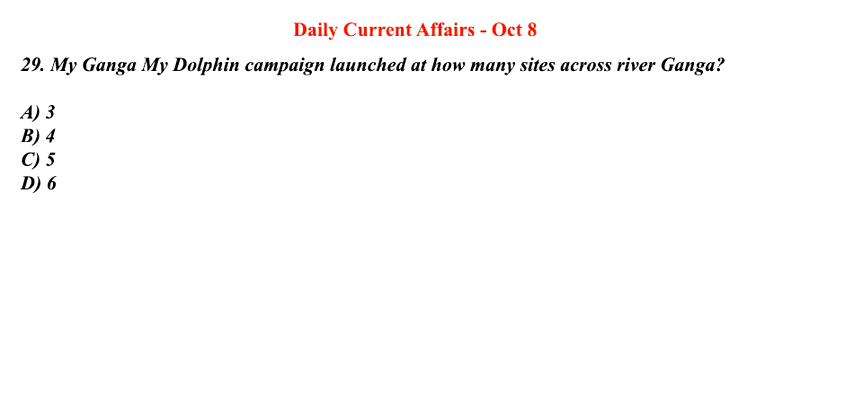 Daily Current Affairs - Oct 8
29. My Ganga My Dolphin campaign launched at how many sites across river Ganga?
A) 3
B) 4
C) 5
D) 6